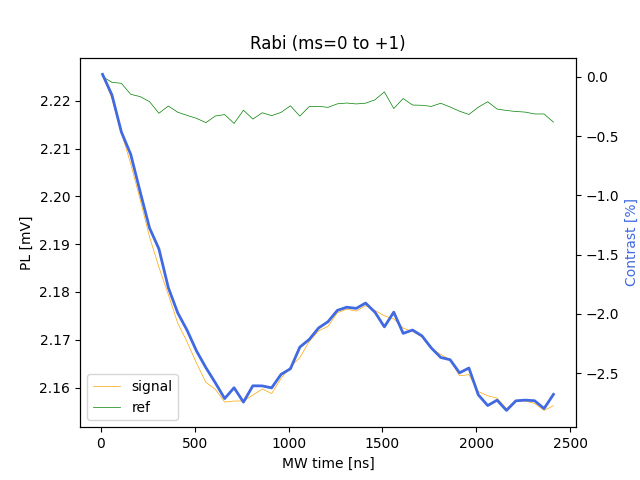 Rabi (ms=0 to +1)
PL [mV]
2.22
2.21
2.20
2.19
2.18
2.17
2.16
0.0
−0.5
−1.0
−1.5
−2.0
−2.5
Contrast [%]
signal
ref
0 500 1000 1500 2000 2500
MW time [ns]